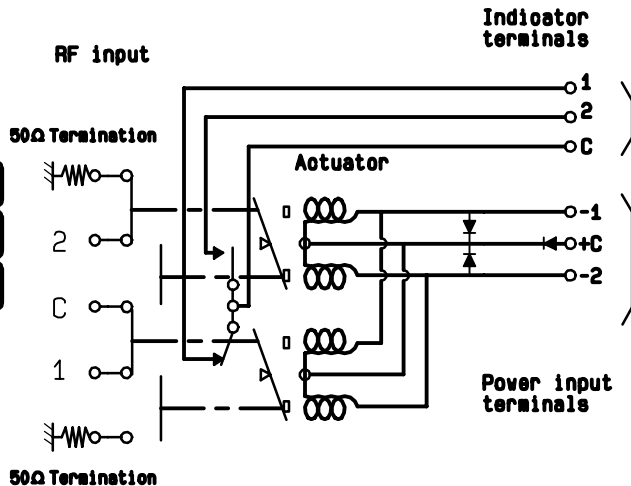 Indicator
terminals
RF input
1
2
50Ω Termination
C
Actuator
-1
2
+C
-2
C
1
Power input
terminals
50Ω Termination